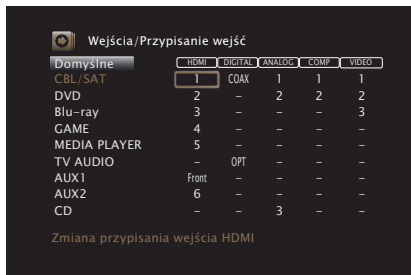 Wejścia/Przypisanie wejść
Domyślne HDMI DIGITAL ANALOG COMP VIDEO
CBL/SAT 1 COAX 1 1 1
DVD 2 – 2 2 2
Blu-ray 3 – – – 3
GAME 4 – – – –
MEDIA PLAYER 5 – – – –
TV AUDIO – OPT – – –
AUX1 Front – – – –
AUX2 6 – – – –
CD – – 3 – –
Zmiana przypisania wejścia HDMI